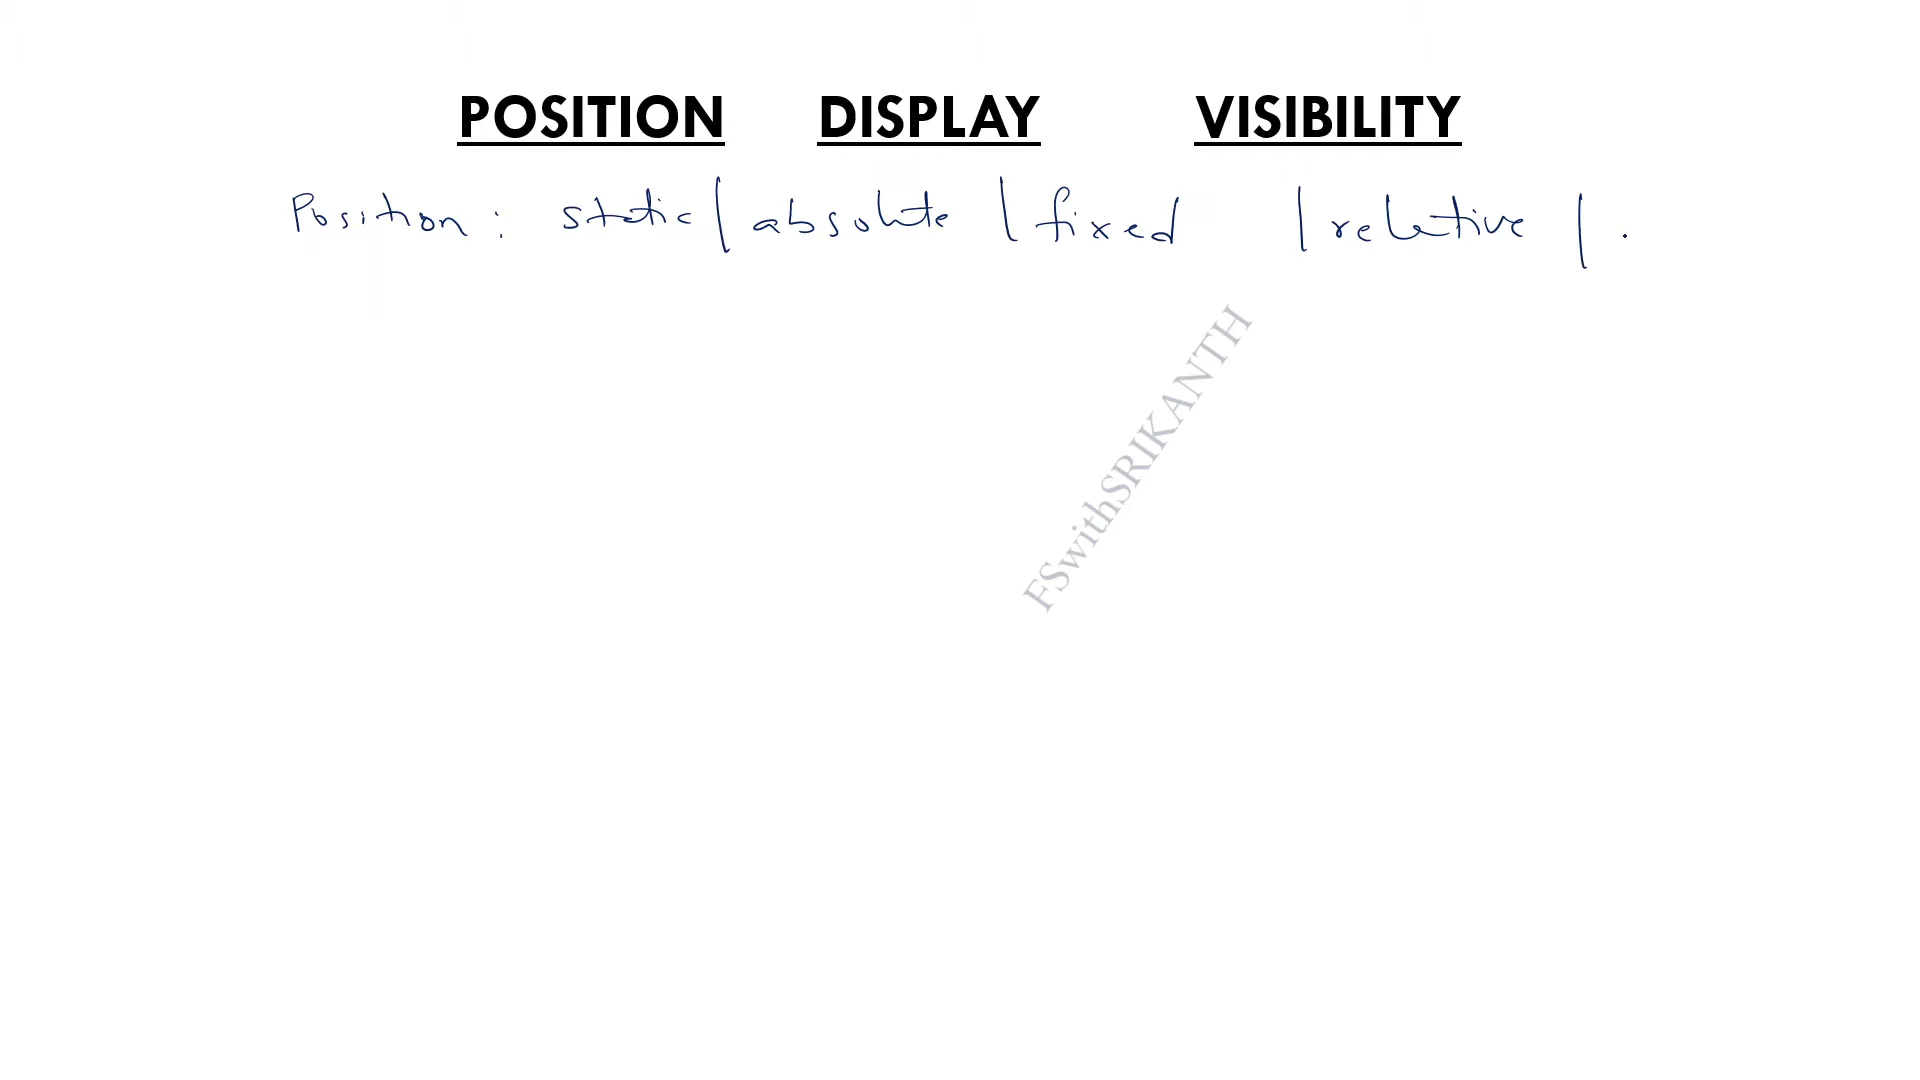 POSITION DISPLAY VISIBILITY
Position : static | absolute | fixed | relative | .
FSwithSRIKANTH